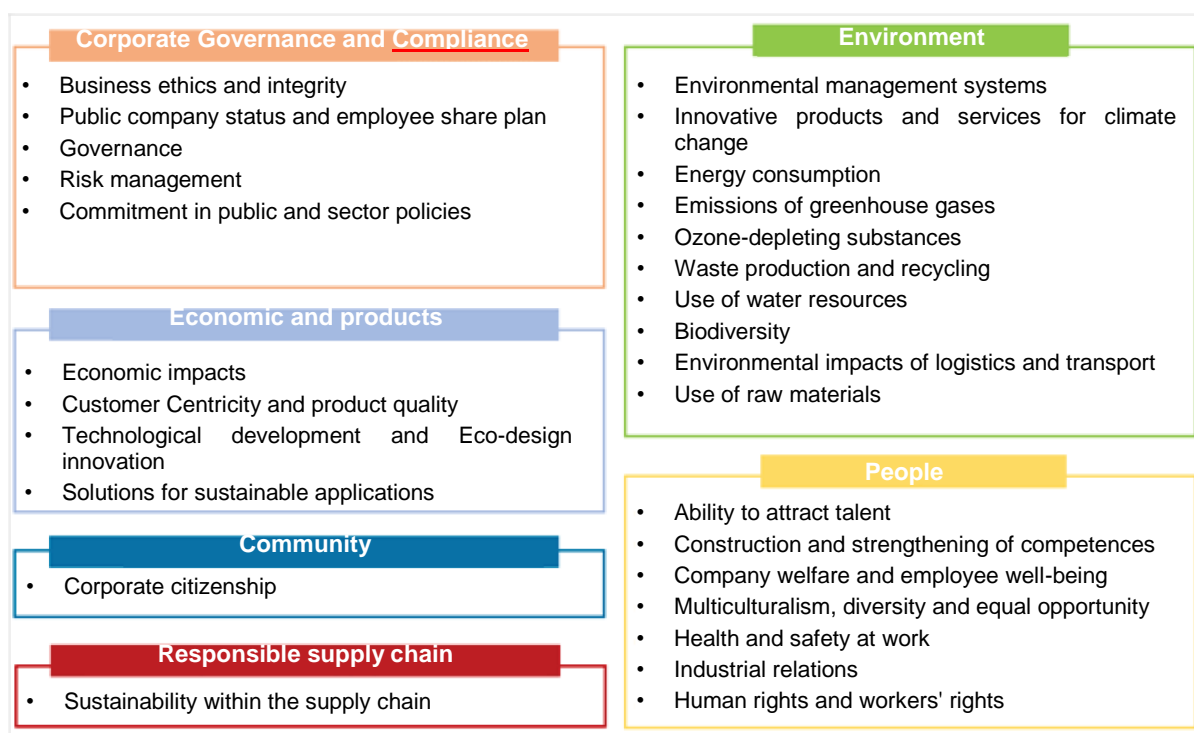 Corporate Governance and Compliance
• Business ethics and integrity
• Public company status and employee share plan
• Governance
• Risk management
• Commitment in public and sector policies
Economic and products
• Economic impacts
• Customer Centricity and product quality
• Technological development and Eco-design
innovation
• Solutions for sustainable applications
Community
• Corporate citizenship
Responsible supply chain
• Sustainability within the supply chain
Environment
• Environmental management systems
• Innovative products and services for climate
change
• Energy consumption
• Emissions of greenhouse gases
• Ozone-depleting substances
• Waste production and recycling
• Use of water resources
• Biodiversity
• Environmental impacts of logistics and transport
• Use of raw materials
People
• Ability to attract talent
• Construction and strengthening of competences
• Company welfare and employee well-being
• Multiculturalism, diversity and equal opportunity
• Health and safety at work
• Industrial relations
• Human rights and workers' rights